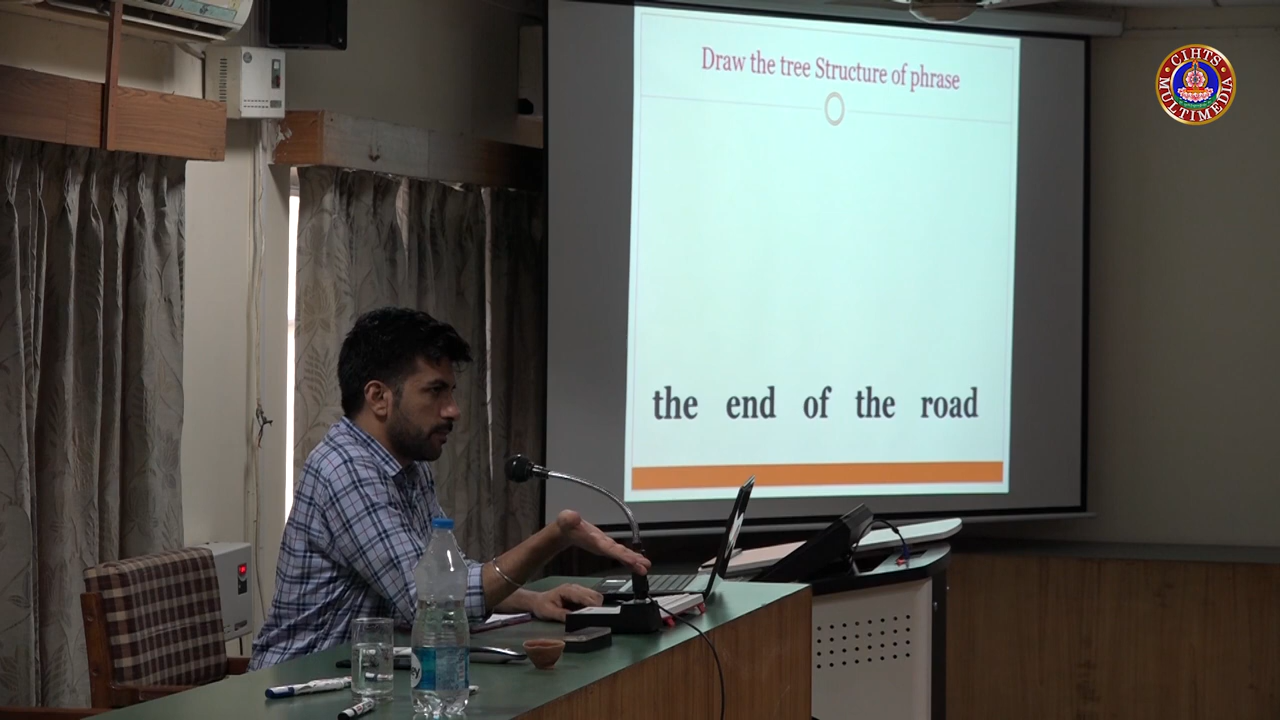 Draw the tree Structure of phrase
the end of the road
CIHTS
MULTIMEDIA